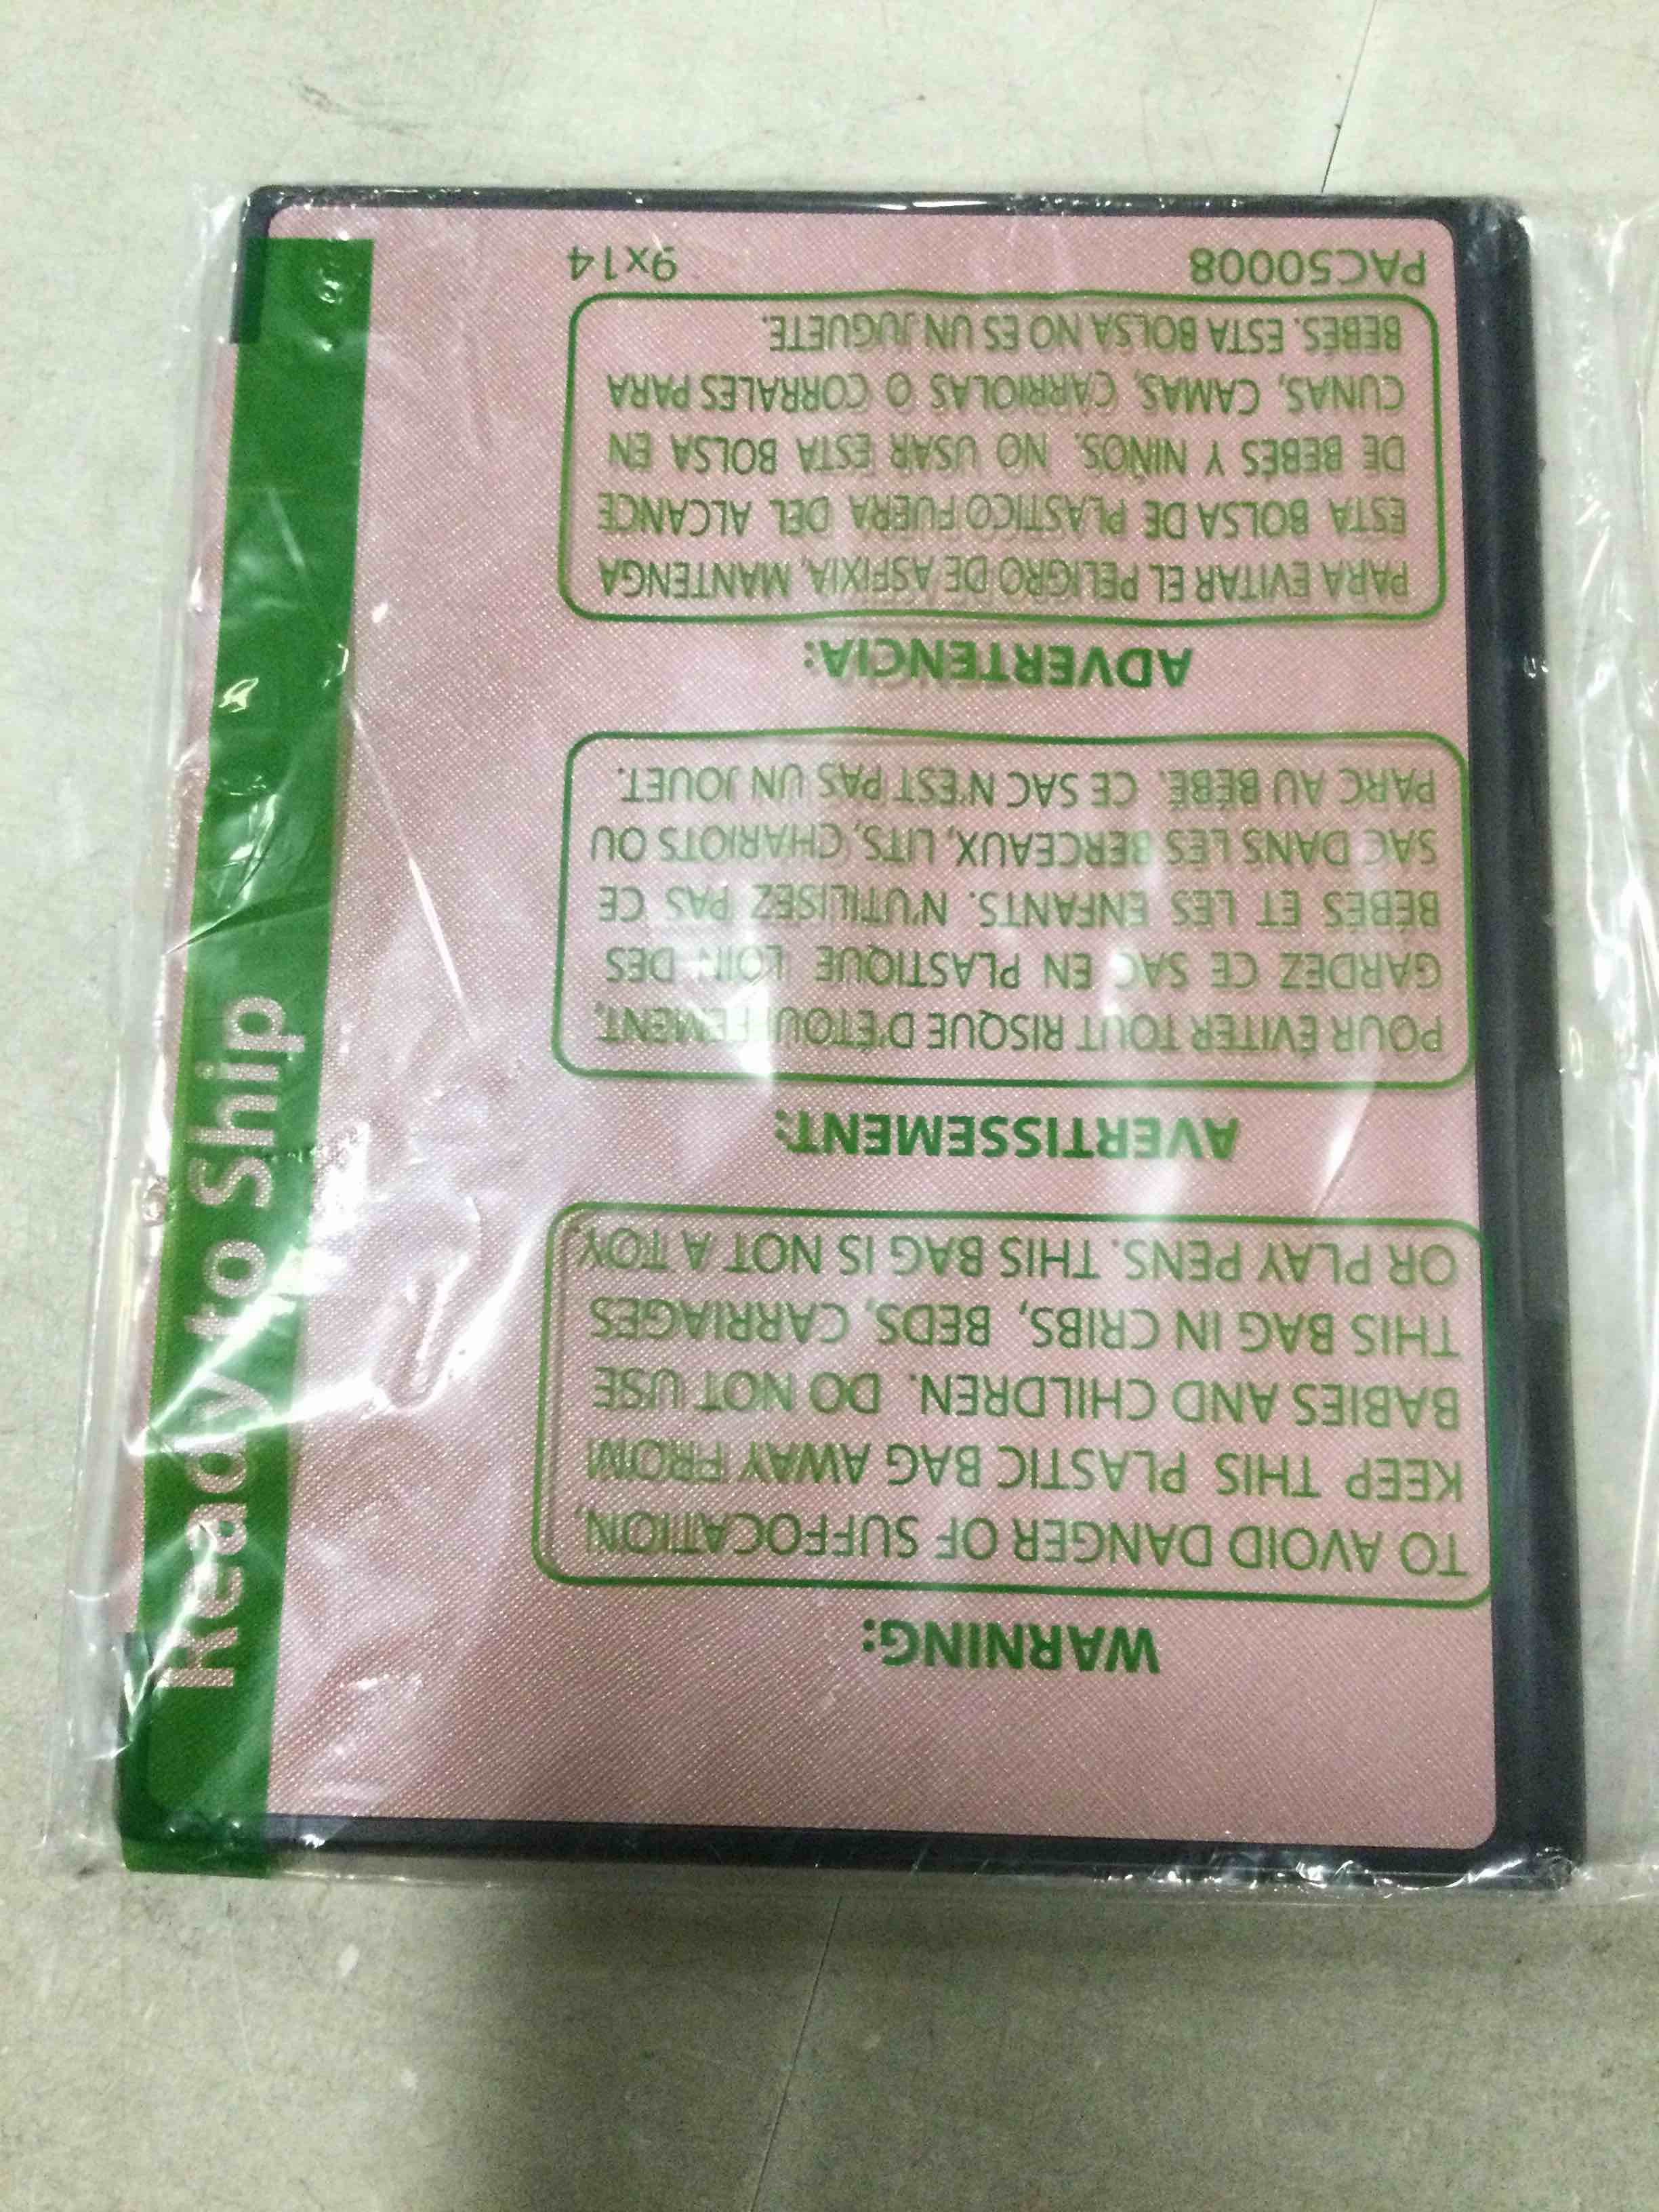 WARNING:
TO AVOID DANGER OF SUFFOCATION,
KEEP THIS PLASTIC BAG AWAY FROM
BABIES AND CHILDREN. DO NOT USE
THIS BAG IN CRIBS, BEDS, CARRIAGES
OR PLAY PENS. THIS BAG IS NOT A TOY.
AVERTISSEMENT:
POUR ÉVITER TOUT RISQUE D'ÉTOUFFEMENT,
GARDEZ CE SAC EN PLASTIQUE LOIN DES
BÉBÉS ET LES ENFANTS. N'UTILISEZ PAS CE
SAC DANS LES BERCEAUX, LITS, CHARIOTS OU
PARC AU BÉBÉ. CE SAC N'EST PAS UN JOUET.
ADVERTENCIA:
PARA EVITAR EL PELIGRO DE ASFIXIA, MANTENGA
ESTA BOLSA DE PLASTICO FUERA DEL ALCANCE
DE BEBES Y NIÑOS. NO USAR ESTA BOLSA EN
CUNAS, CAMAS, CARRIOLAS O CORRALES PARA
BEBÉS. ESTA BOLSA NO ES UN JUGUETE.
PAC50008 9x14
Ready to Ship